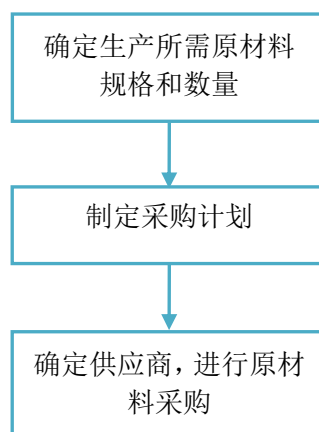 确定生产所需原材料
规格和数量
制定采购计划
确定供应商，进行原材
料采购